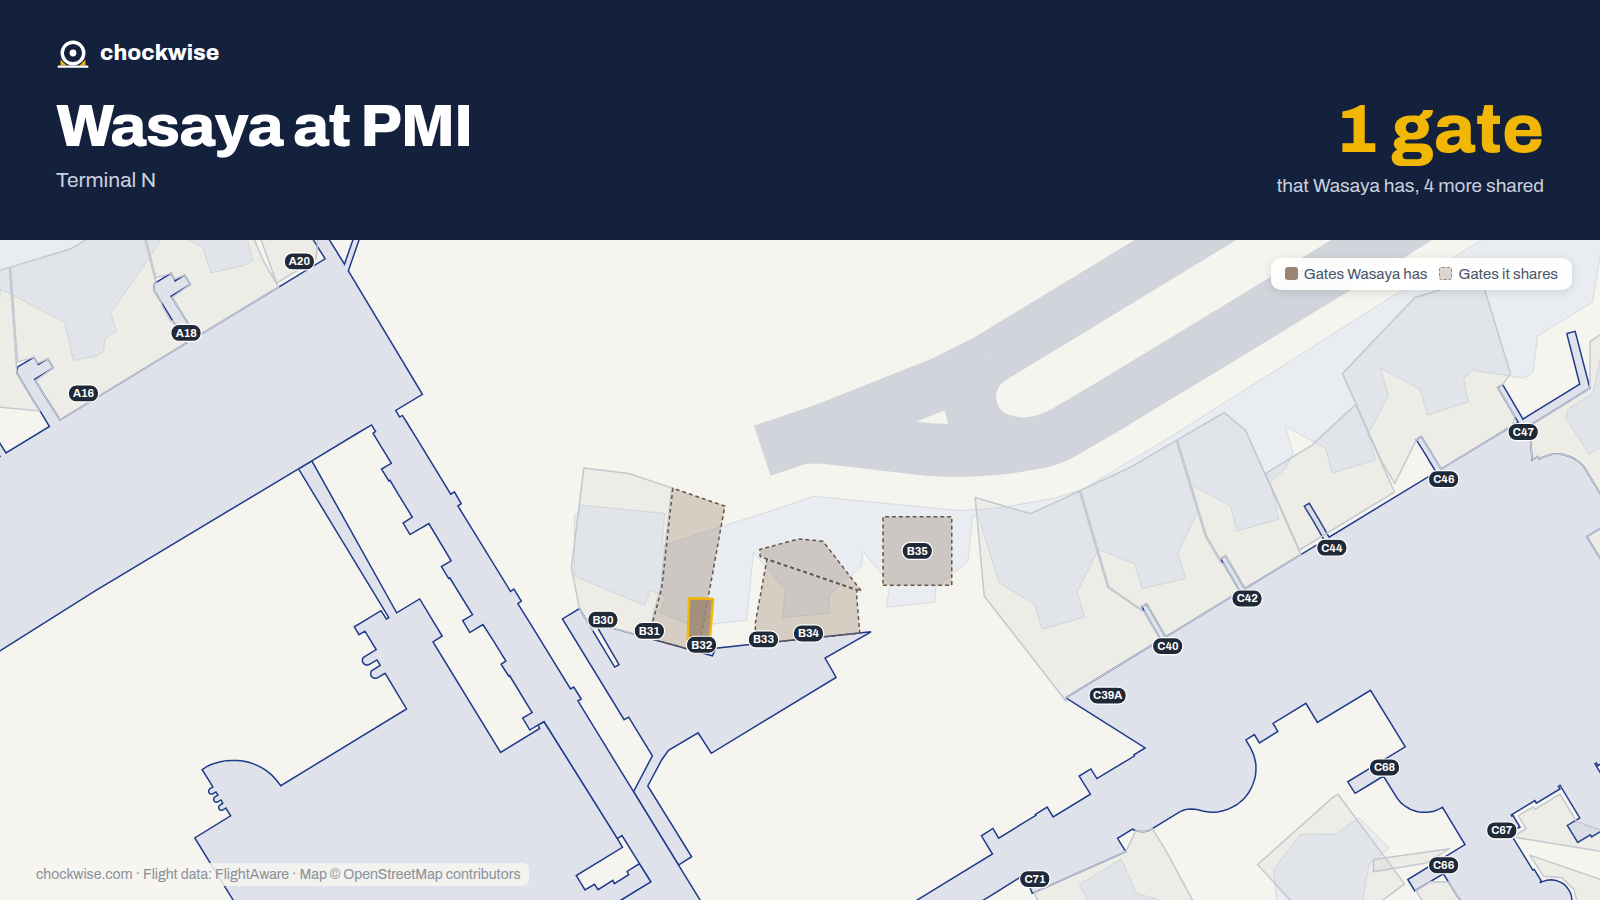 chockwise
Wasaya at PMI
Terminal N
1 gate
that Wasaya has, 4 more shared
Gates Wasaya has
Gates it shares
A20
A18
A16
C47
C46
B35
C44
C42
B30
B31
B32
B33
B34
C40
C39A
C68
C67
C66
C71
chockwise.com · Flight data: FlightAware · Map © OpenStreetMap contributors